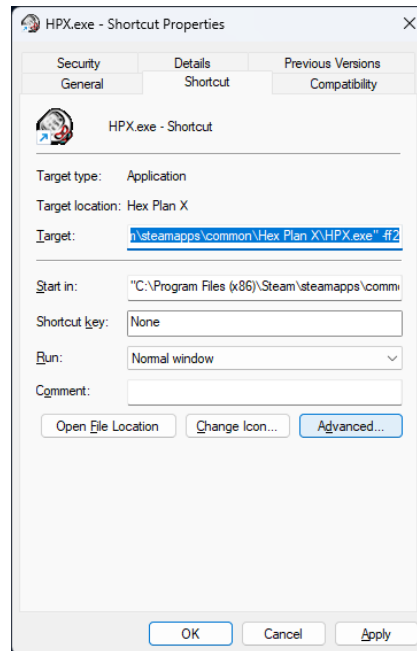 HPX.exe - Shortcut Properties
Security Details Previous Versions
General Shortcut Compatibility
HPX.exe - Shortcut
Target type: Application
Target location: Hex Plan X
Target: n\steamapps\common\Hex Plan X\HPX.exe" -ff2
Start in: "C:\Program Files (x86)\Steam\steamapps\comm
Shortcut key: None
Run: Normal window
Comment:
Open File Location Change Icon... Advanced...
OK Cancel Apply